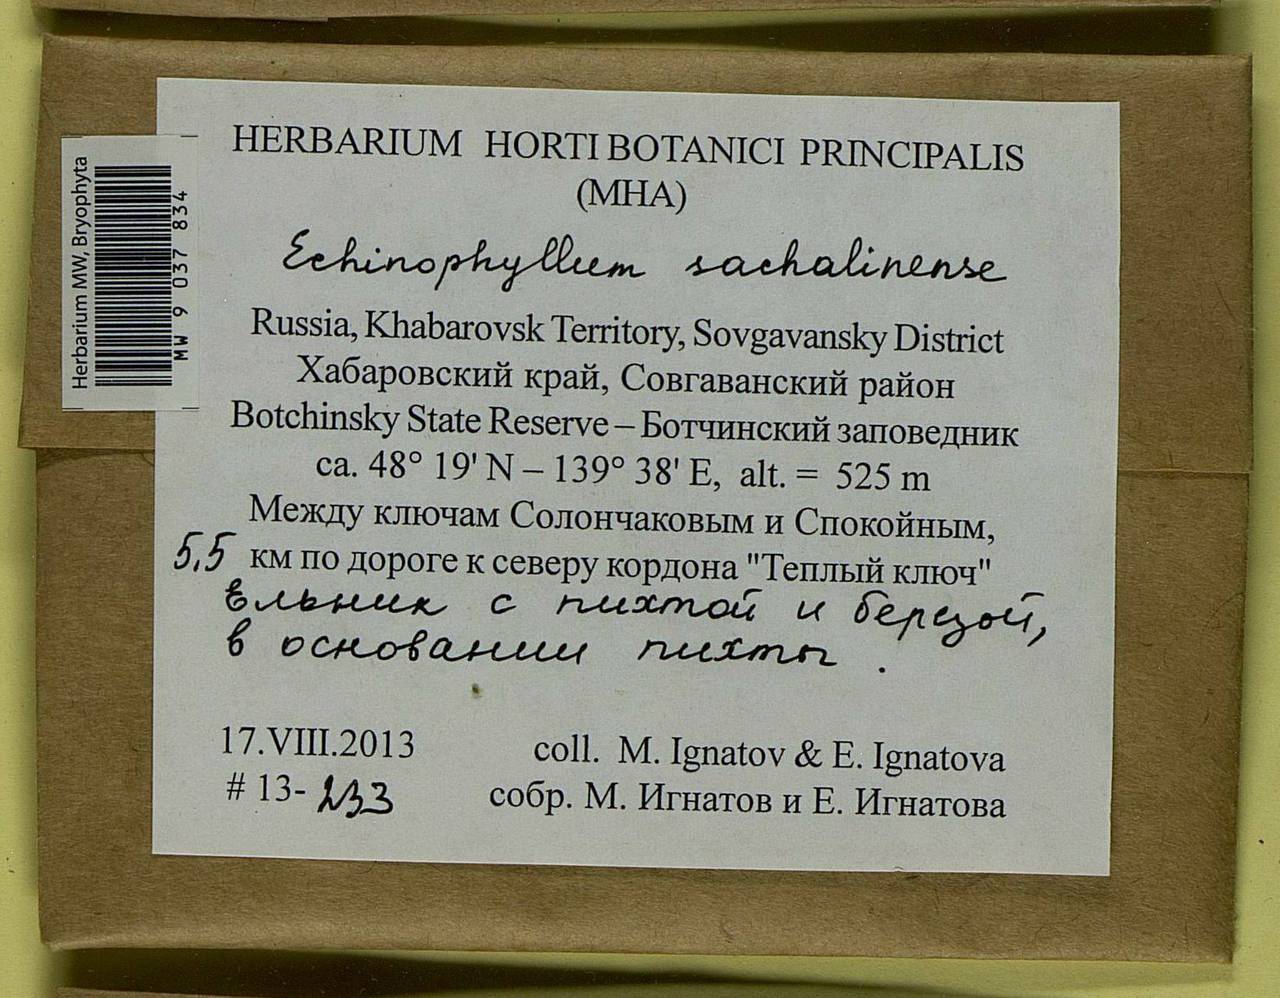 HERBARIUM HORTI BOTANICI PRINCIPALIS
(MHA)
Echinophyllum sachalinense
Russia, Khabarovsk Territory, Sovgavansky District
Хабаровский край, Совгаванский район
Botchinsky State Reserve – Ботчинский заповедник
ca. 48° 19' N – 139° 38' E, alt. = 525 m
Между ключам Солончаковым и Спокойным,
5,5 км по дороге к северу кордона "Теплый ключ"
Ельник с пихтой и березой,
в основании пихты.
17.VIII.2013 coll. M. Ignatov & E. Ignatova
# 13-233 собр. М. Игнатов и Е. Игнатова
Herbarium MW, Bryophyta
MW 9 037 834